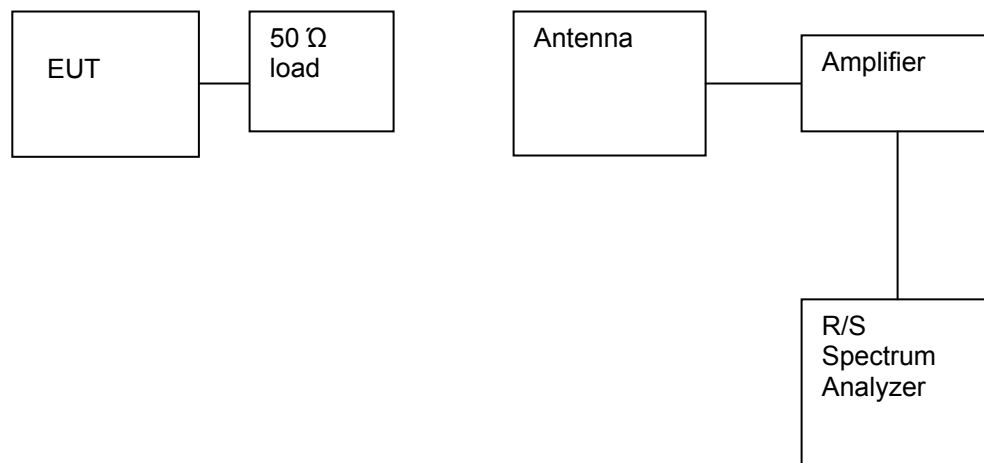 EUT
50 Ώ
load
Antenna
Amplifier
R/S
Spectrum
Analyzer